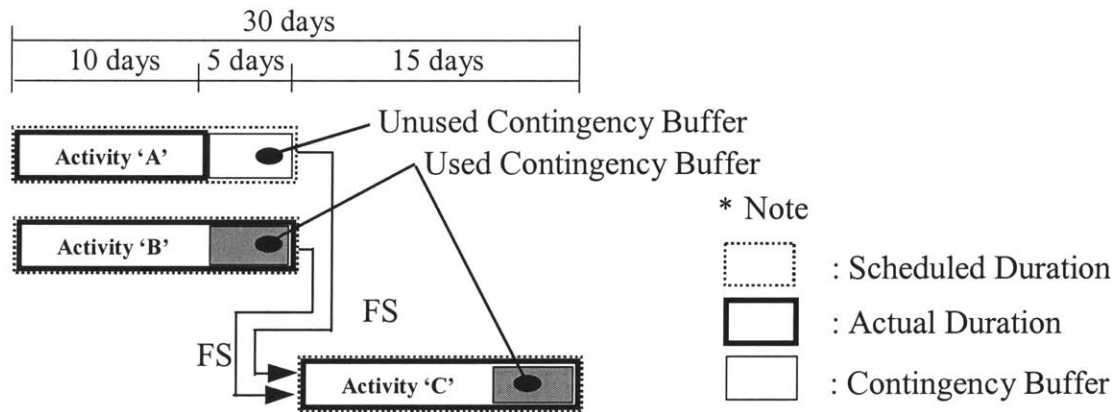 30 days
10 days 5 days 15 days
Unused Contingency Buffer
Activity ‘A’
Used Contingency Buffer
* Note
Activity ‘B’
: Scheduled Duration
FS
: Actual Duration
FS
Activity ‘C’
: Contingency Buffer